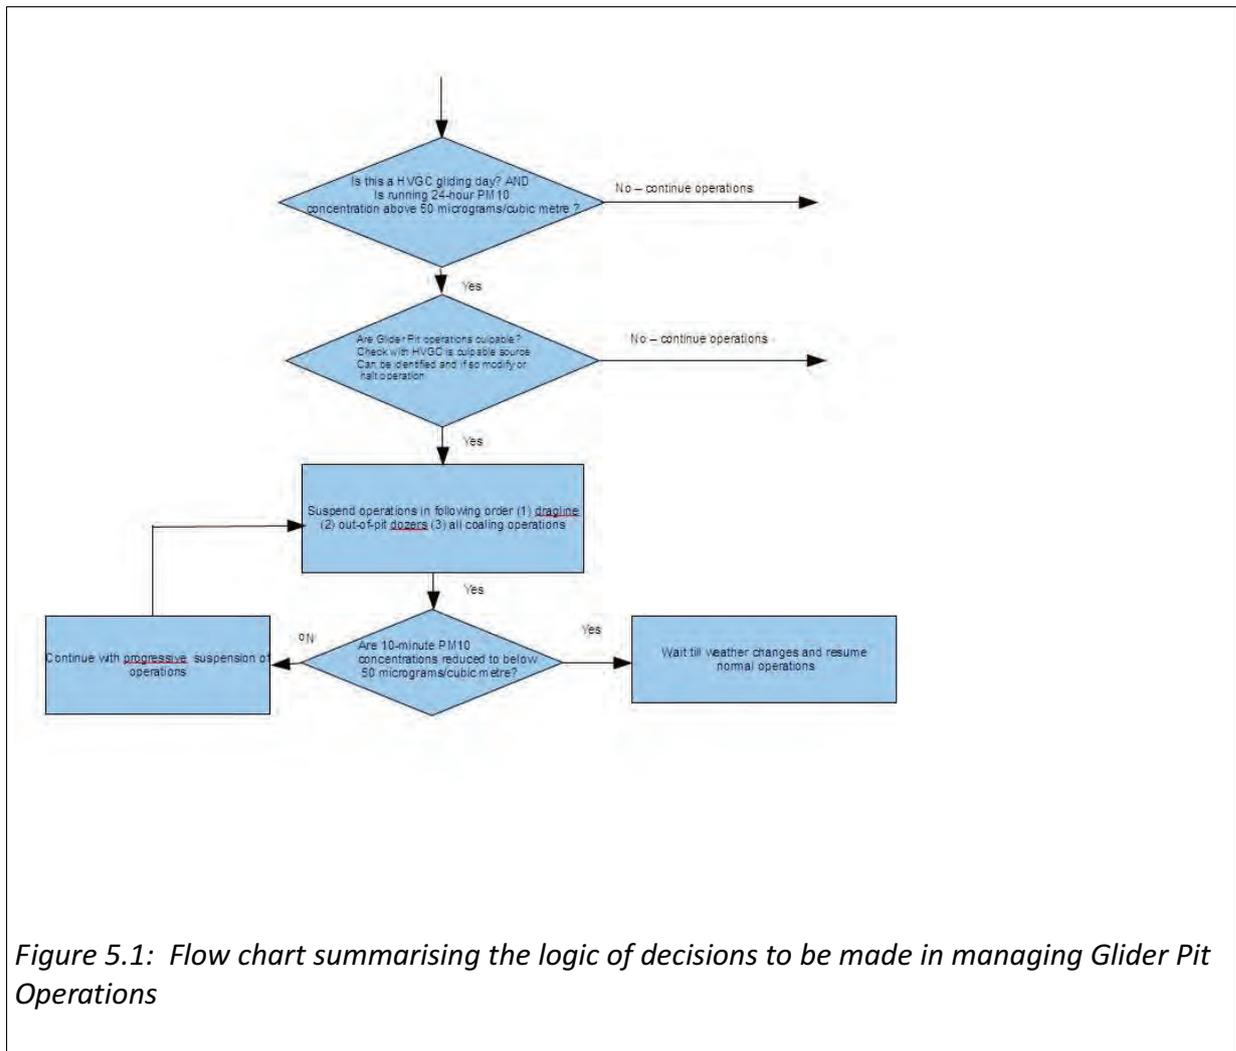 Is this a HVGC gliding day? AND
Is running 24-hour PM10
concentration above 50 micrograms/cubic metre ?
No – continue operations
Yes
Are Glider Pit operations culpable?
Check with HVGC is culpable source
Can be identified and if so modify or
halt operation
No – continue operations
Yes
Suspend operations in following order (1) dragline
(2) out-of-pit dozers (3) all coaling operations
Yes
Are 10-minute PM10
concentrations reduced to below
50 micrograms/cubic metre?
No
Continue with progressive suspension of
operations
Yes
Wait till weather changes and resume
normal operations
Figure 5.1: Flow chart summarising the logic of decisions to be made in managing Glider Pit
Operations